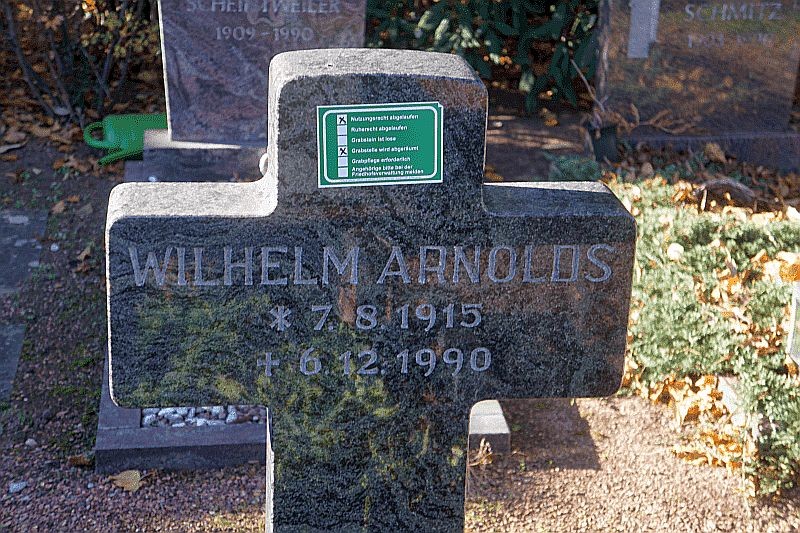 SCHEIFTWEILER
1909-1990
SCHMITZ
Nutzungsrecht abgelaufen
Ruherecht abgelaufen
Grabstein ist lose
Grabstelle wird abgeräumt
Grabpflege erforderlich
Angehörige bitte bei der
Friedhofsverwaltung melden
WILHELM ARNOLDS
* 7. 8. 1915
+ 6. 12. 1990